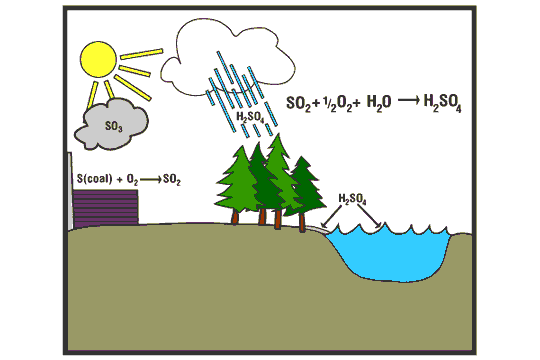 SO₃
H₂SO₄
SO₂ + ½O₂ + H₂O → H₂SO₄
S(coal) + O₂ → SO₂
H₂SO₄